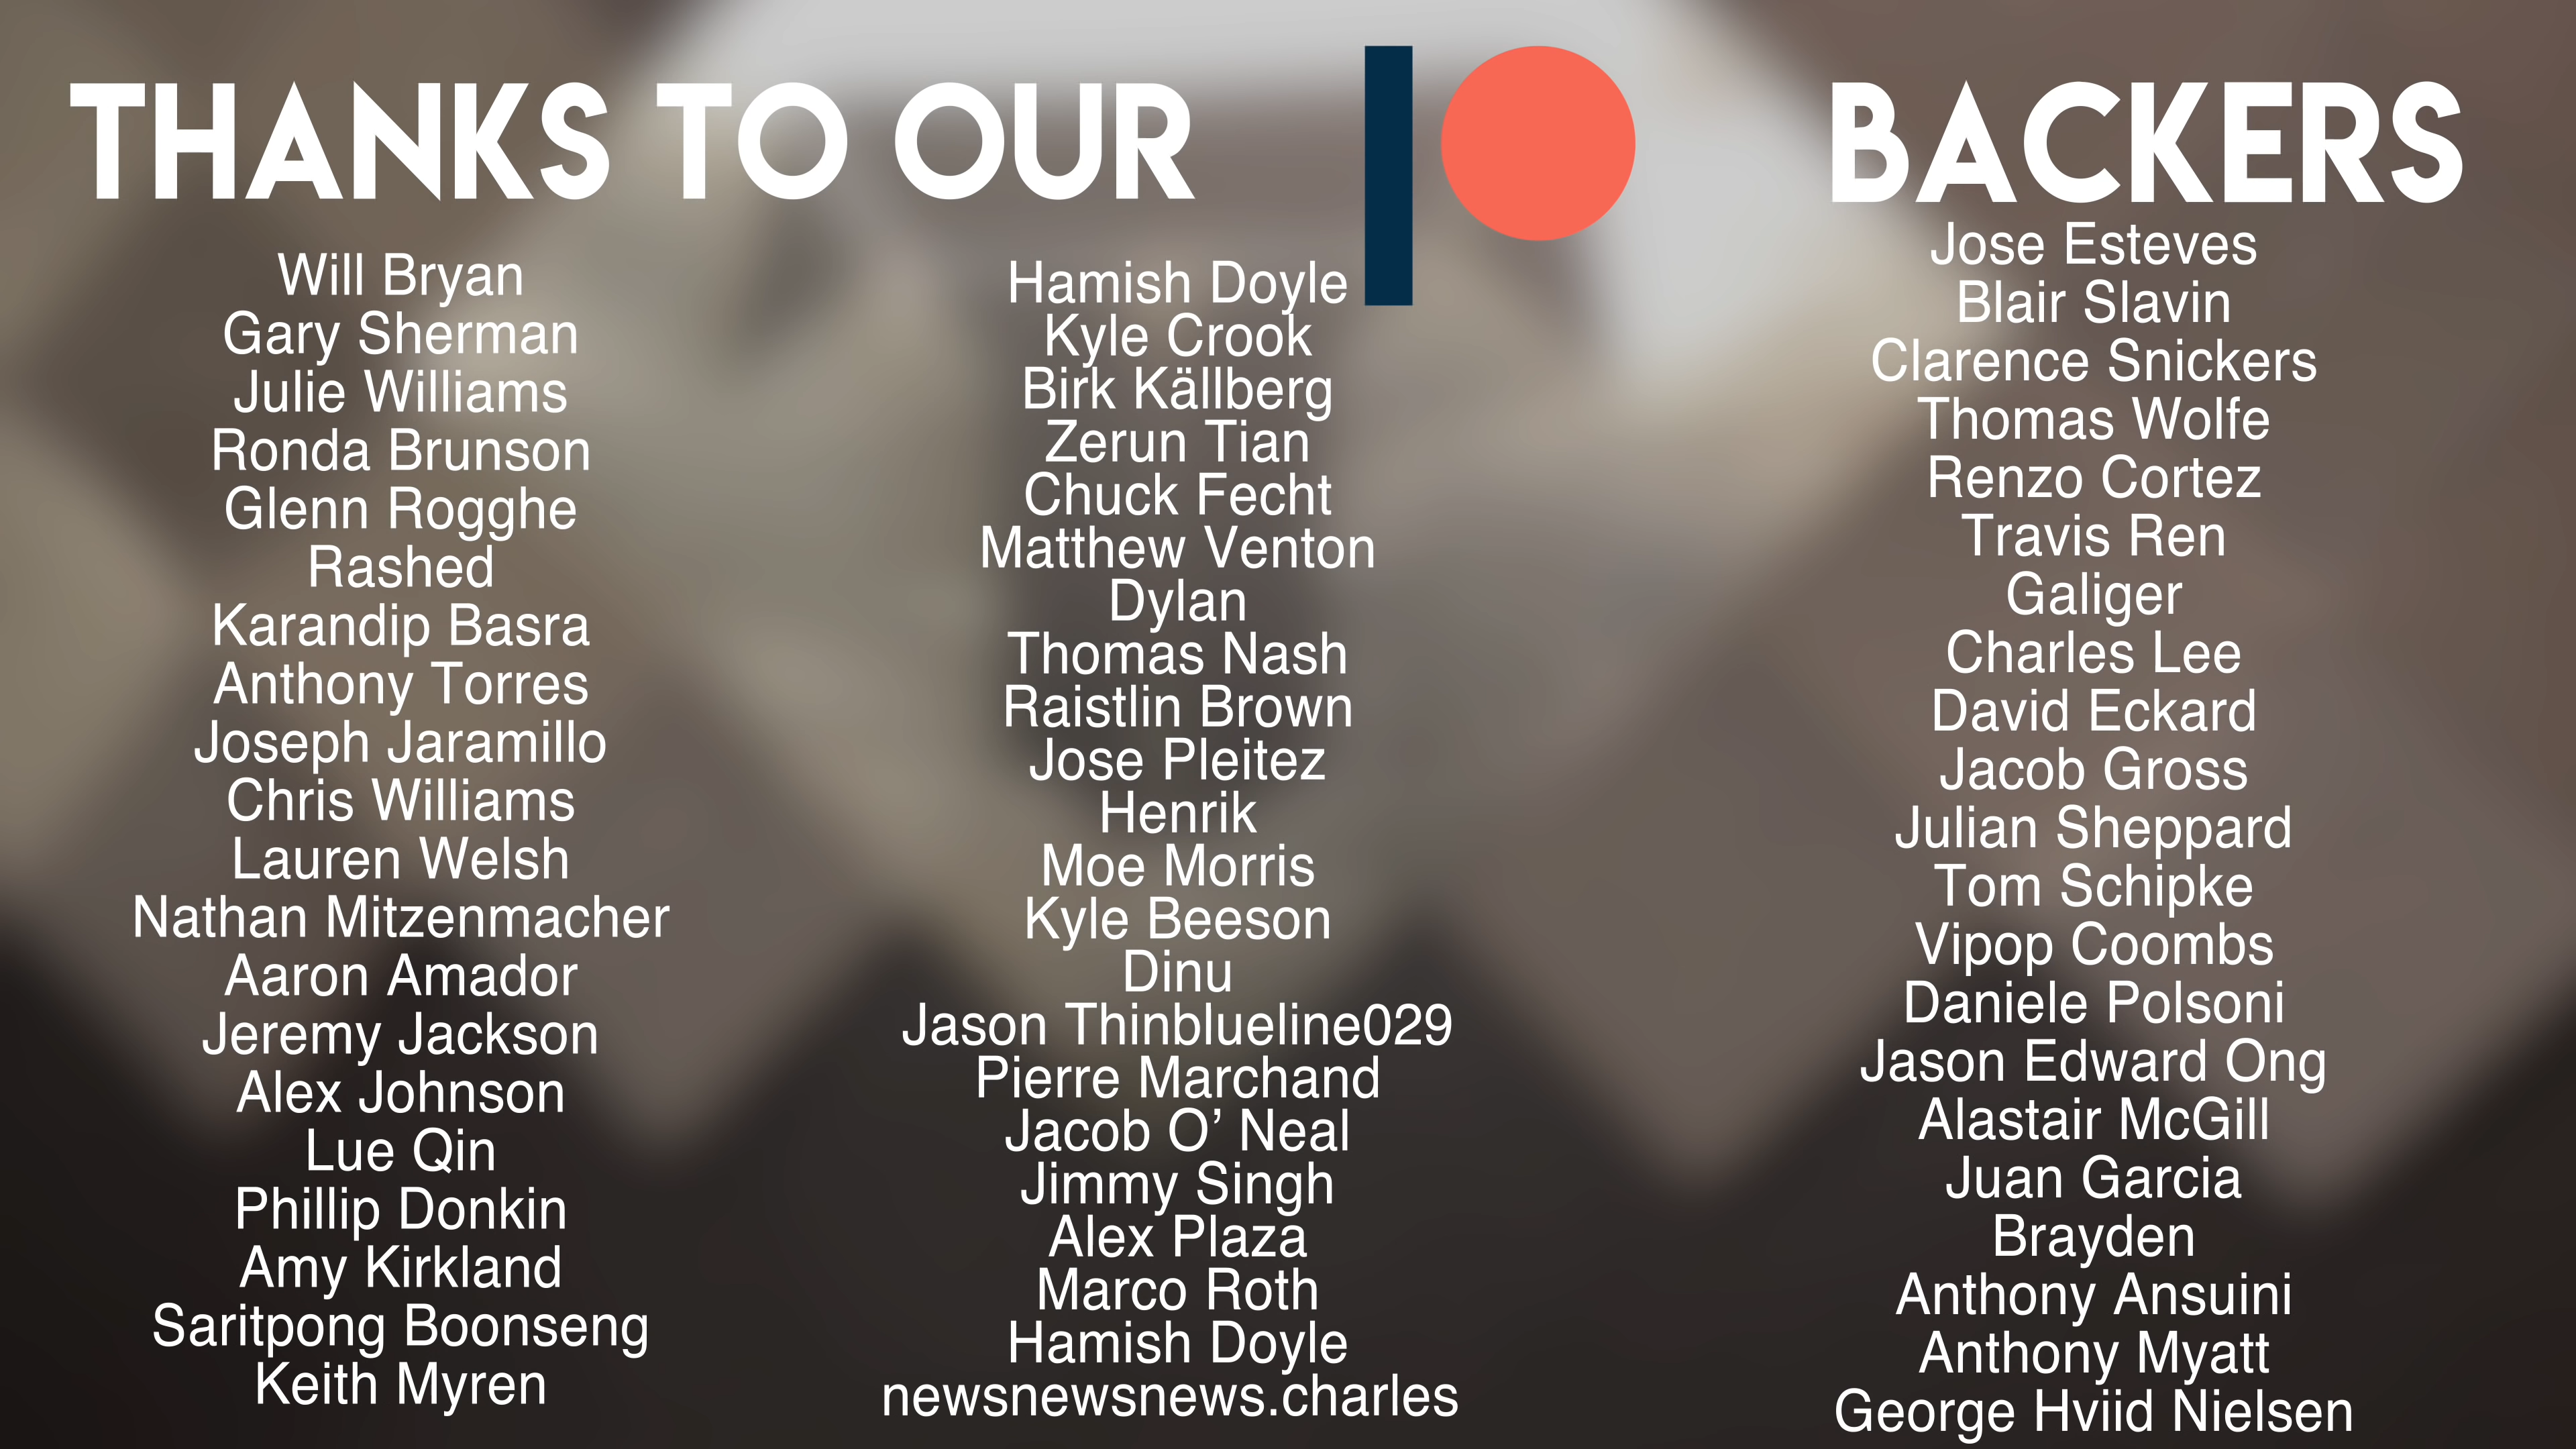 THANKS TO OUR BACKERS
Will Bryan
Gary Sherman
Julie Williams
Ronda Brunson
Glenn Rogghe
Rashed
Karandip Basra
Anthony Torres
Joseph Jaramillo
Chris Williams
Lauren Welsh
Nathan Mitzenmacher
Aaron Amador
Jeremy Jackson
Alex Johnson
Lue Qin
Phillip Donkin
Amy Kirkland
Saritpong Boonseng
Keith Myren
Hamish Doyle
Kyle Crook
Birk Källberg
Zerun Tian
Chuck Fecht
Matthew Venton
Dylan
Thomas Nash
Raistlin Brown
Jose Pleitez
Henrik
Moe Morris
Kyle Beeson
Dinu
Jason Thinblueline029
Pierre Marchand
Jacob O’ Neal
Jimmy Singh
Alex Plaza
Marco Roth
Hamish Doyle
newsnewsnews.charles
Jose Esteves
Blair Slavin
Clarence Snickers
Thomas Wolfe
Renzo Cortez
Travis Ren
Galiger
Charles Lee
David Eckard
Jacob Gross
Julian Sheppard
Tom Schipke
Vipop Coombs
Daniele Polsoni
Jason Edward Ong
Alastair McGill
Juan Garcia
Brayden
Anthony Ansuini
Anthony Myatt
George Hviid Nielsen